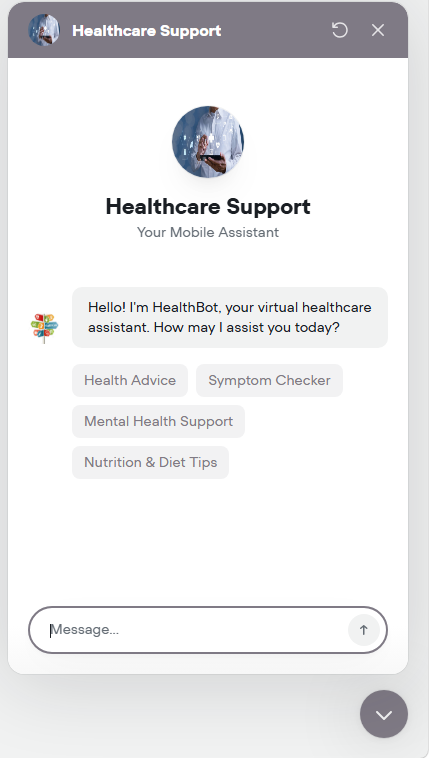 Healthcare Support
Healthcare Support
Your Mobile Assistant
Hello! I'm HealthBot, your virtual healthcare
assistant. How may I assist you today?
Health Advice
Symptom Checker
Mental Health Support
Nutrition & Diet Tips
Message...